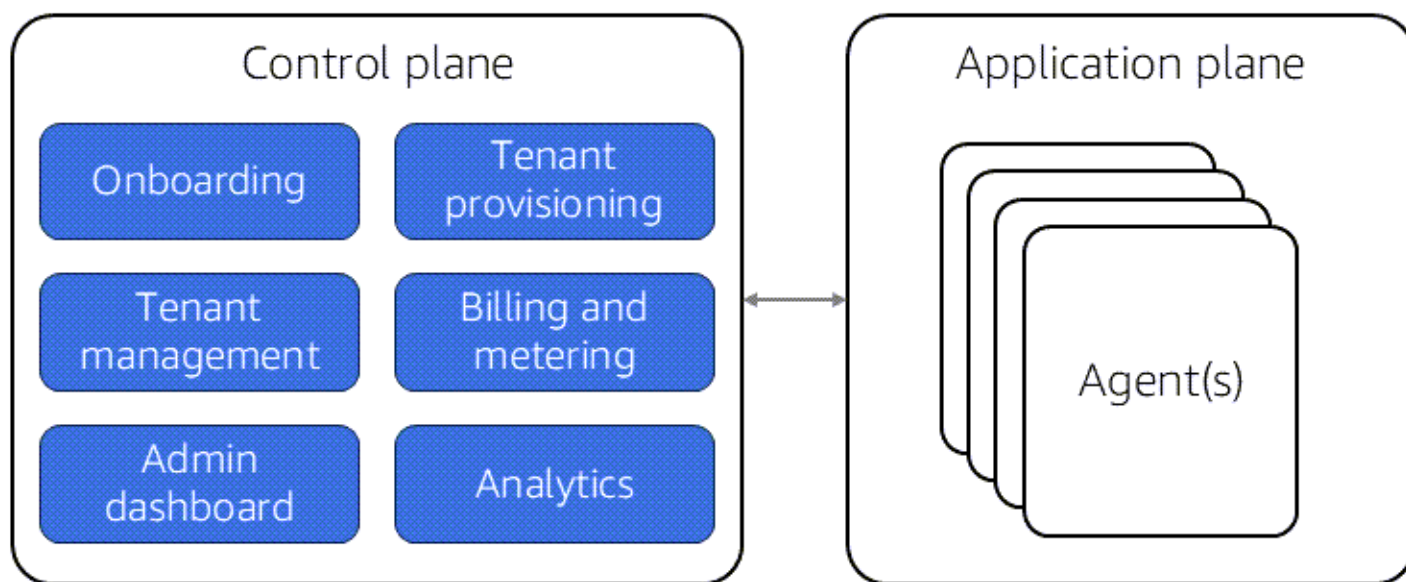 Control plane
Onboarding
Tenant
provisioning
Tenant
management
Billing and
metering
Admin
dashboard
Analytics
Application plane
Agent(s)